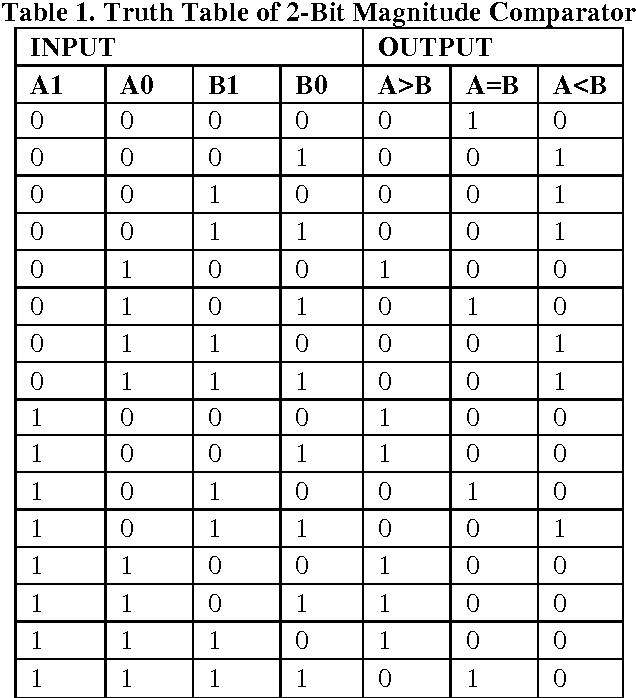 Table 1. Truth Table of 2-Bit Magnitude Comparator
INPUT OUTPUT
A1 A0 B1 B0 A>B A=B A<B
0 0 0 0 0 1 0
0 0 0 1 0 0 1
0 0 1 0 0 0 1
0 0 1 1 0 0 1
0 1 0 0 1 0 0
0 1 0 1 0 1 0
0 1 1 0 0 0 1
0 1 1 1 0 0 1
1 0 0 0 1 0 0
1 0 0 1 1 0 0
1 0 1 0 0 1 0
1 0 1 1 0 0 1
1 1 0 0 1 0 0
1 1 0 1 1 0 0
1 1 1 0 1 0 0
1 1 1 1 0 1 0